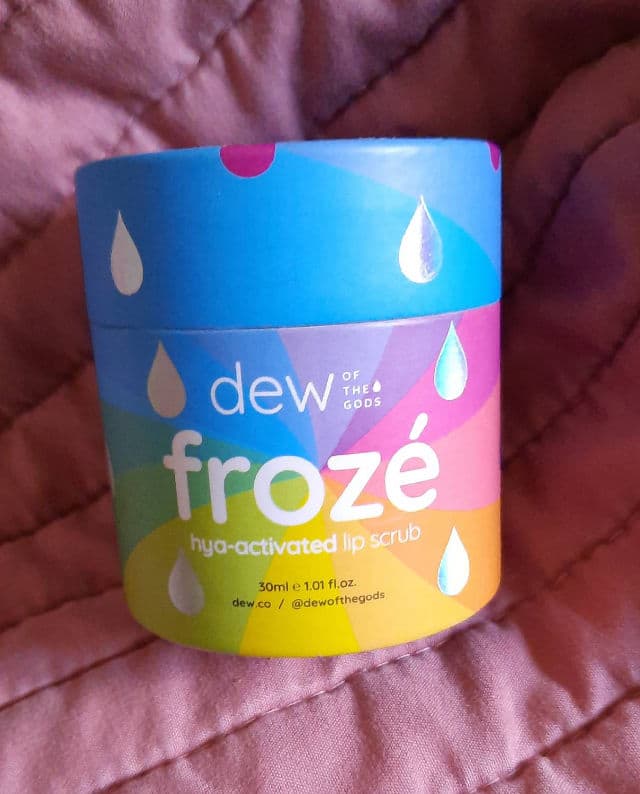 dew OF THE GODS
frozé
hya-activated lip scrub
30ml e 1.01 fl.oz.
dew.co / @dewofthegods